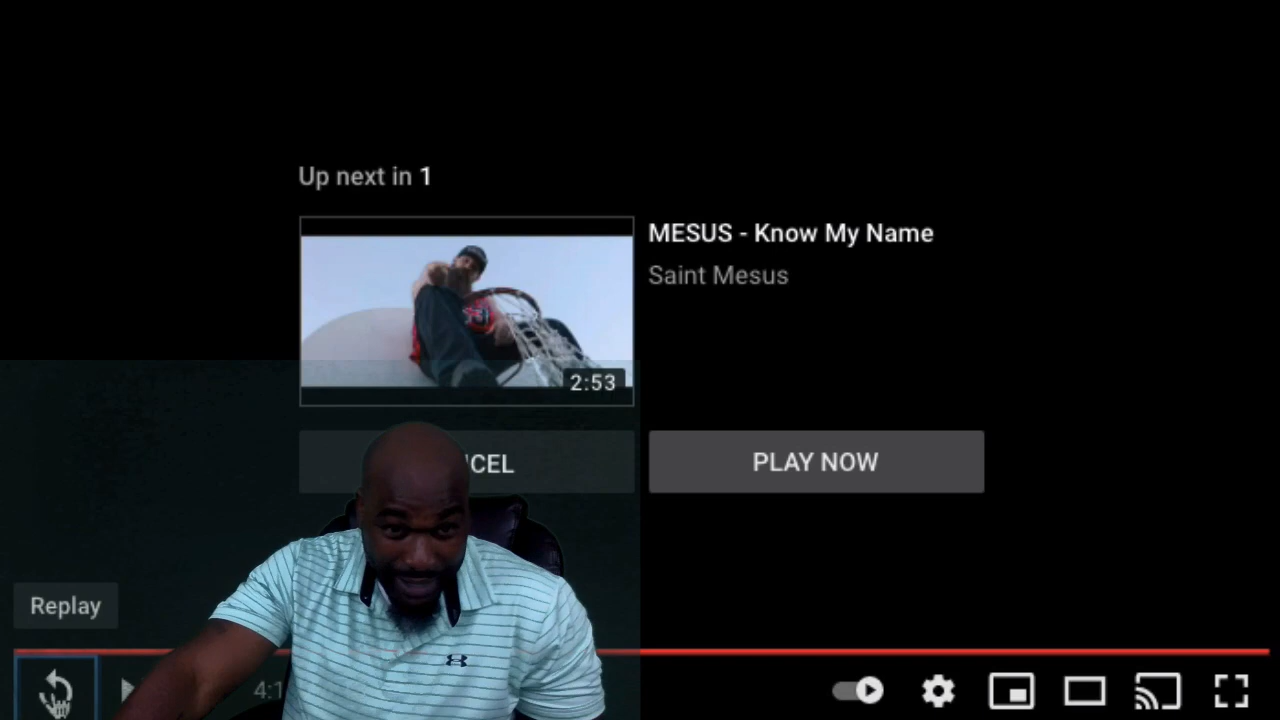 Up next in 1
MESUS - Know My Name
Saint Mesus
2:53
PLAY NOW
Replay